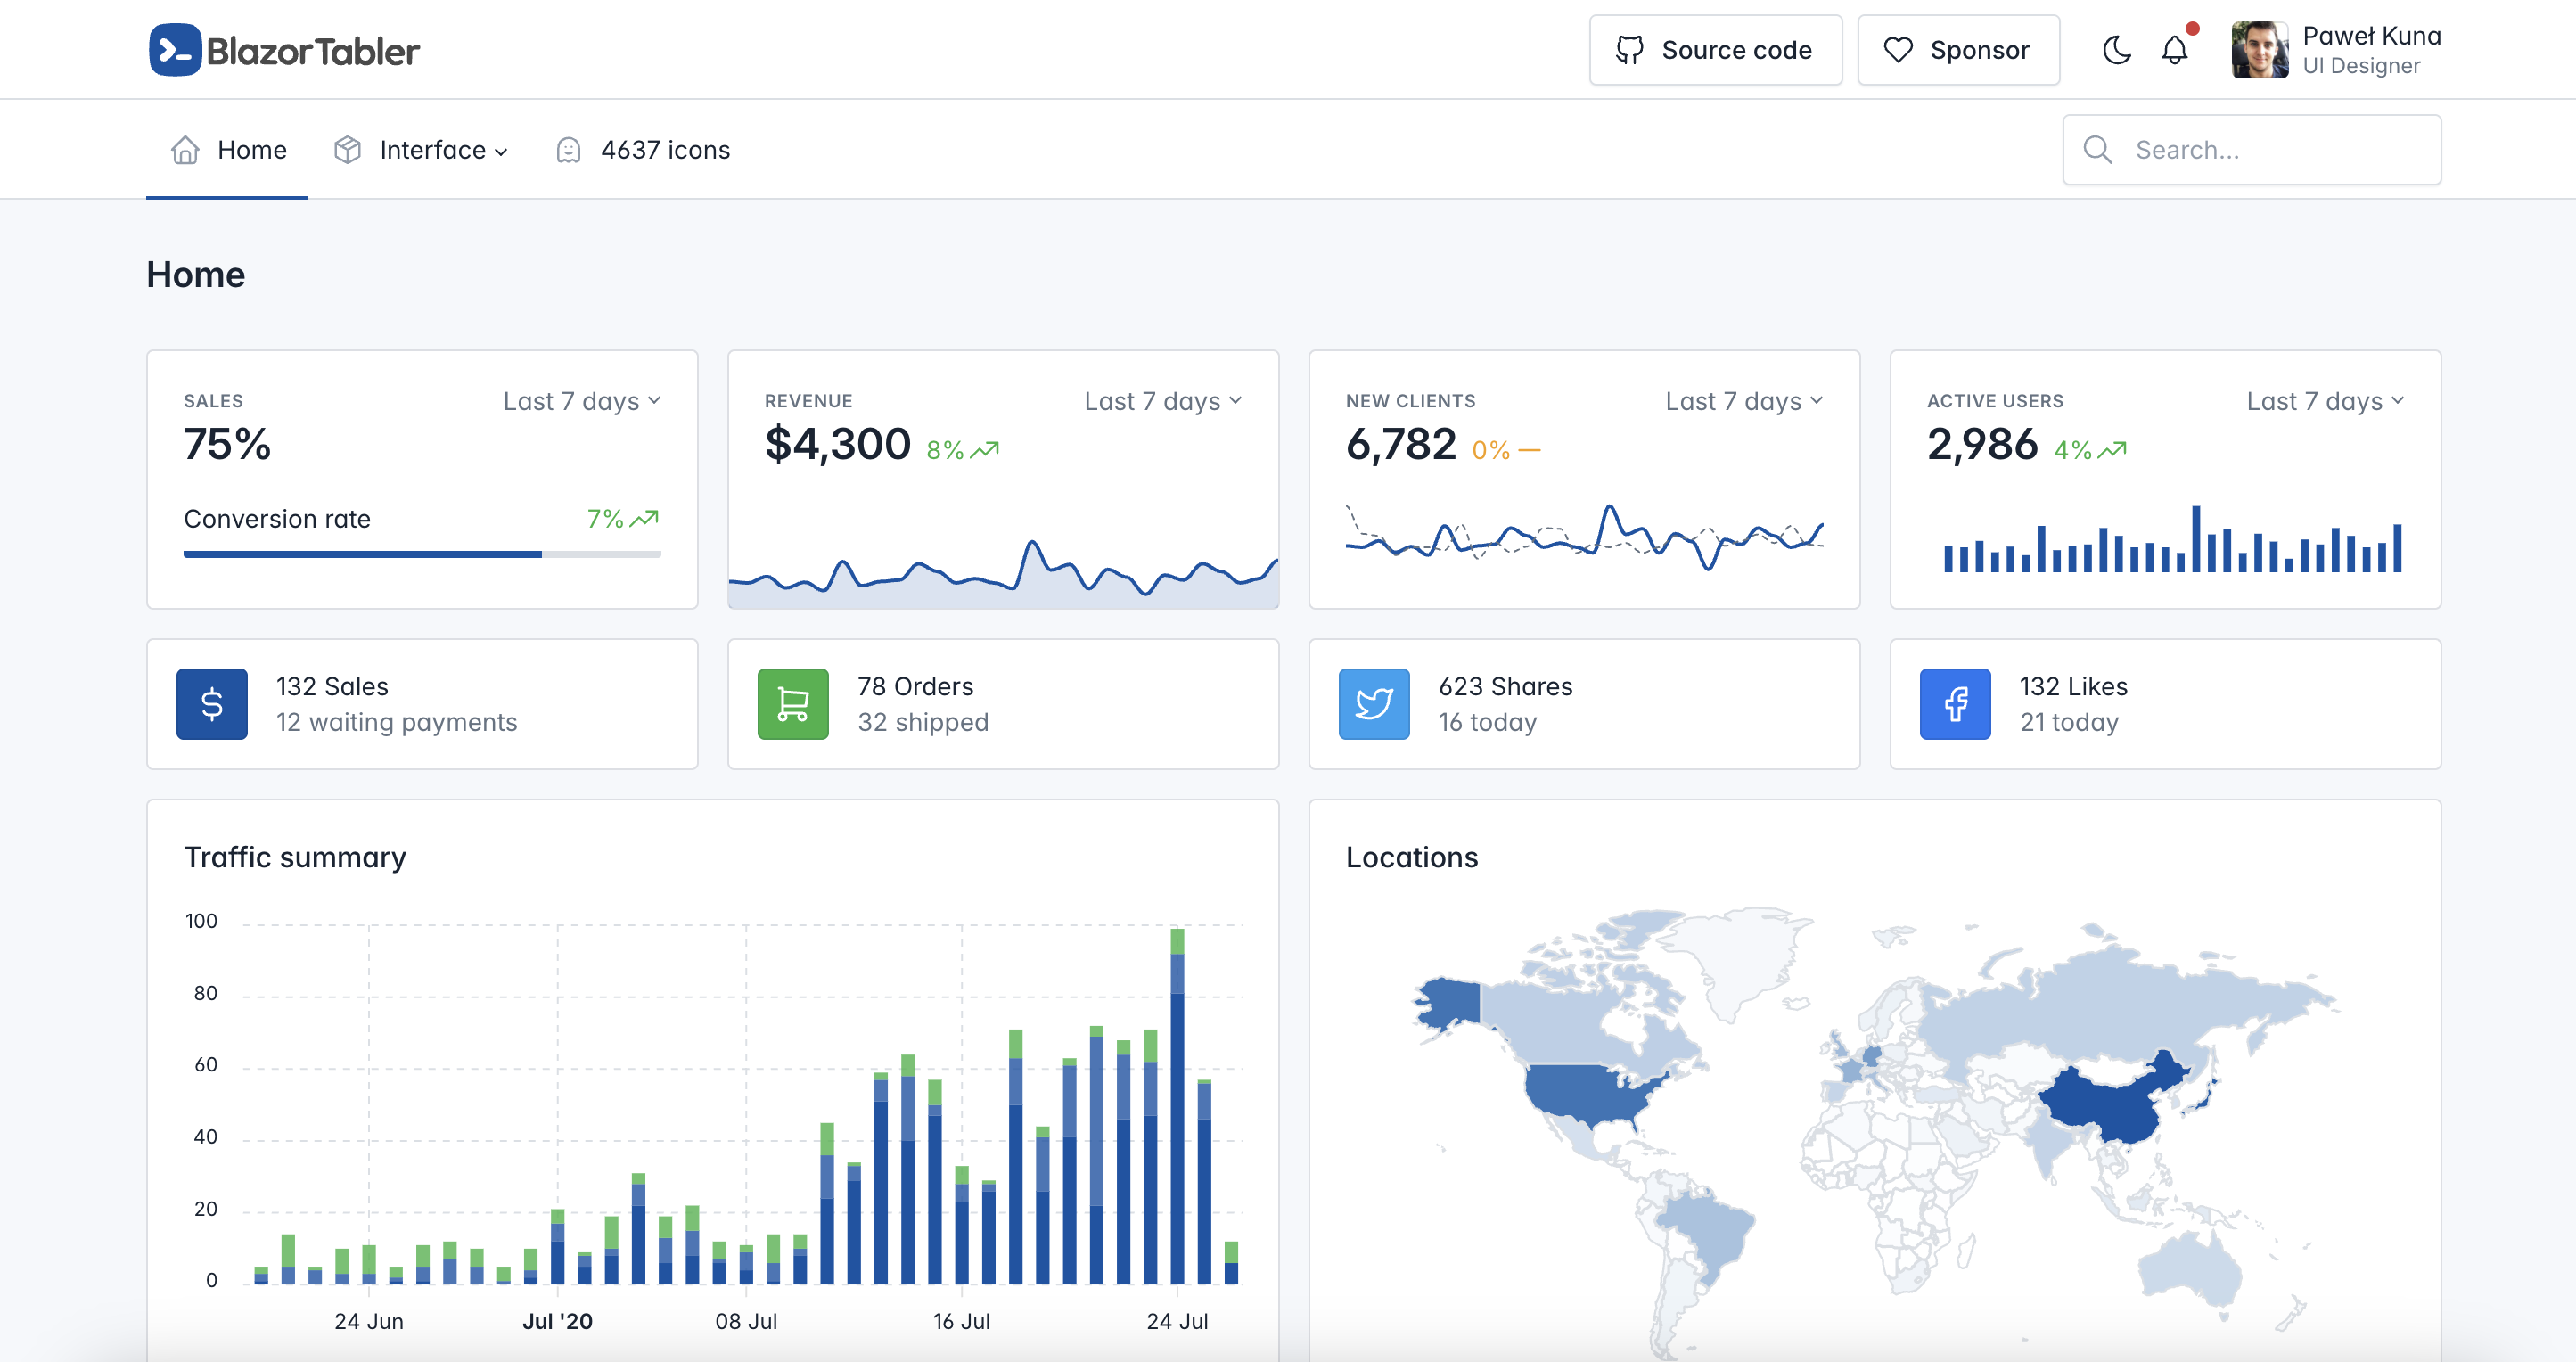 BlazorTabler
Source code
Sponsor
Paweł Kuna
UI Designer
Home
Interface
4637 icons
Search...
Home
SALES
Last 7 days
75%
Conversion rate
7%
REVENUE
Last 7 days
$4,300
8%
NEW CLIENTS
Last 7 days
6,782
0%
ACTIVE USERS
Last 7 days
2,986
4%
132 Sales
12 waiting payments
78 Orders
32 shipped
623 Shares
16 today
132 Likes
21 today
Traffic summary
100
80
60
40
20
0
24 Jun
Jul '20
08 Jul
16 Jul
24 Jul
Locations